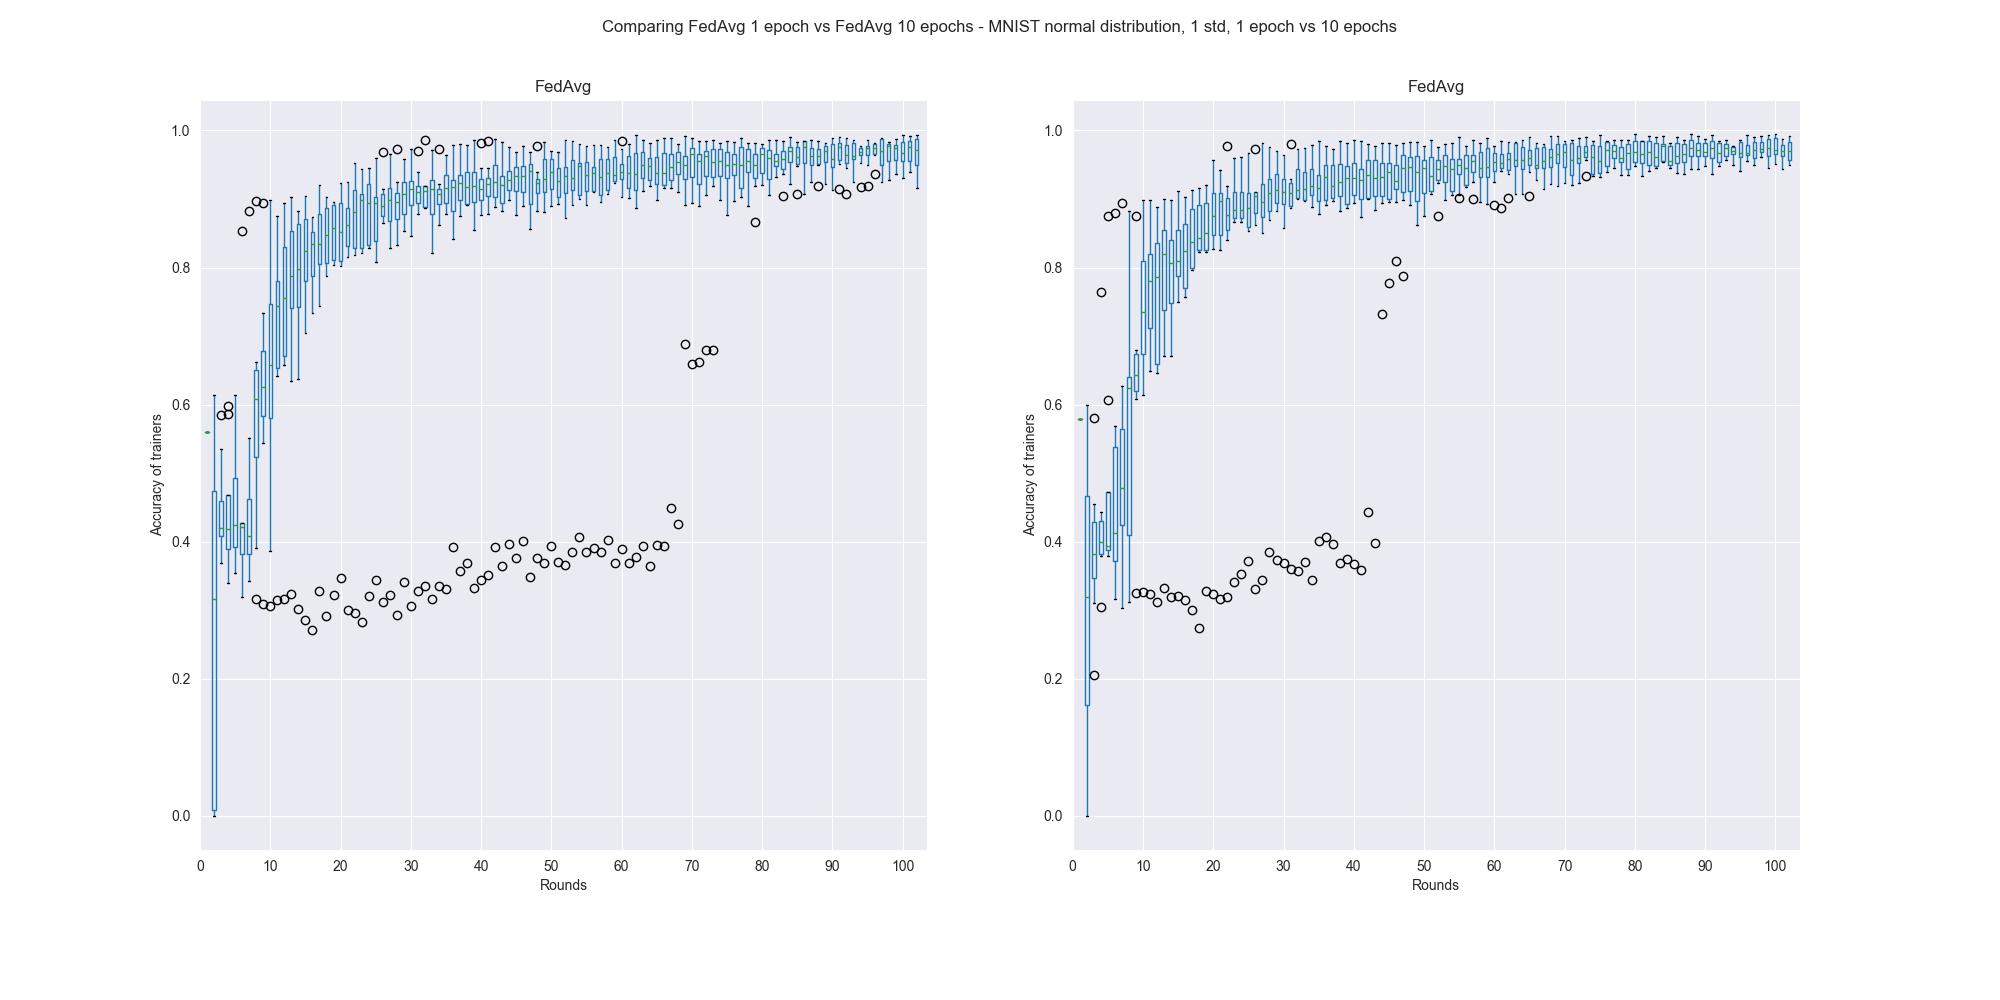 Comparing FedAvg 1 epoch vs FedAvg 10 epochs - MNIST normal distribution, 1 std, 1 epoch vs 10 epochs
FedAvg
1.0
0.8
0.6
0.4
0.2
0.0
Accuracy of trainers
0 10 20 30 40 50 60 70 80 90 100
Rounds
FedAvg
1.0
0.8
0.6
0.4
0.2
0.0
Accuracy of trainers
0 10 20 30 40 50 60 70 80 90 100
Rounds